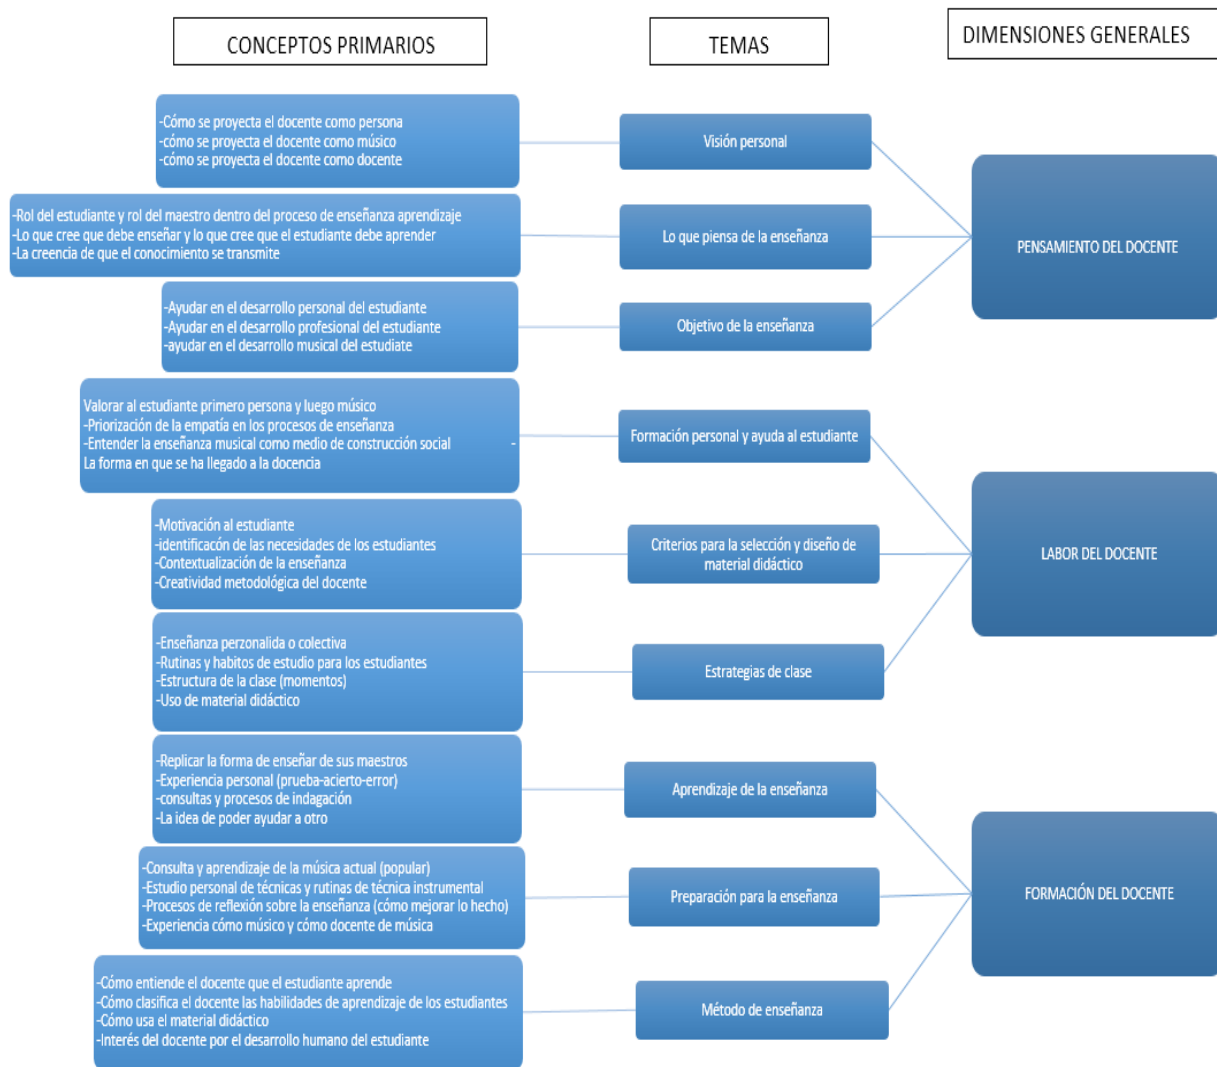 CONCEPTOS PRIMARIOS
TEMAS
DIMENSIONES GENERALES
-Cómo se proyecta el docente como persona
-cómo se proyecta el docente como músico
-cómo se proyecta el docente como docente
Visión personal
-Rol del estudiante y rol del maestro dentro del proceso de enseñanza aprendizaje
-Lo que cree que debe enseñar y lo que cree que el estudiante debe aprender
-La creencia de que el conocimiento se transmite
Lo que piensa de la enseñanza
PENSAMIENTO DEL DOCENTE
-Ayudar en el desarrollo personal del estudiante
-Ayudar en el desarrollo profesional del estudiante
-ayudar en el desarrollo musical del estudiate
Objetivo de la enseñanza
Valorar al estudiante primero persona y luego músico
-Priorización de la empatía en los procesos de enseñanza
-Entender la enseñanza musical como medio de construcción social -
La forma en que se ha llegado a la docencia
Formación personal y ayuda al estudiante
-Motivación al estudiante
-identificacón de las necesidades de los estudiantes
-Contextualización de la enseñanza
-Creatividad metodológica del docente
Criterios para la selección y diseño de
material didáctico
LABOR DEL DOCENTE
-Enseñanza perzonalida o colectiva
-Rutinas y habitos de estudio para los estudiantes
-Estructura de la clase (momentos)
-Uso de material didáctico
Estrategias de clase
-Replicar la forma de enseñar de sus maestros
-Experiencia personal (prueba-acierto-error)
-consultas y procesos de indagación
-La idea de poder ayudar a otro
Aprendizaje de la enseñanza
-Consulta y aprendizaje de la música actual (popular)
-Estudio personal de técnicas y rutinas de técnica instrumental
-Procesos de reflexión sobre la enseñanza (cómo mejorar lo hecho)
-Experiencia cómo músico y cómo docente de música
Preparación para la enseñanza
FORMACIÓN DEL DOCENTE
-Cómo entiende el docente que el estudiante aprende
-Cómo clasifica el docente las habilidades de aprendizaje de los estudiantes
-Cómo usa el material didáctico
-Interés del docente por el desarrollo humano del estudiante
Método de enseñanza